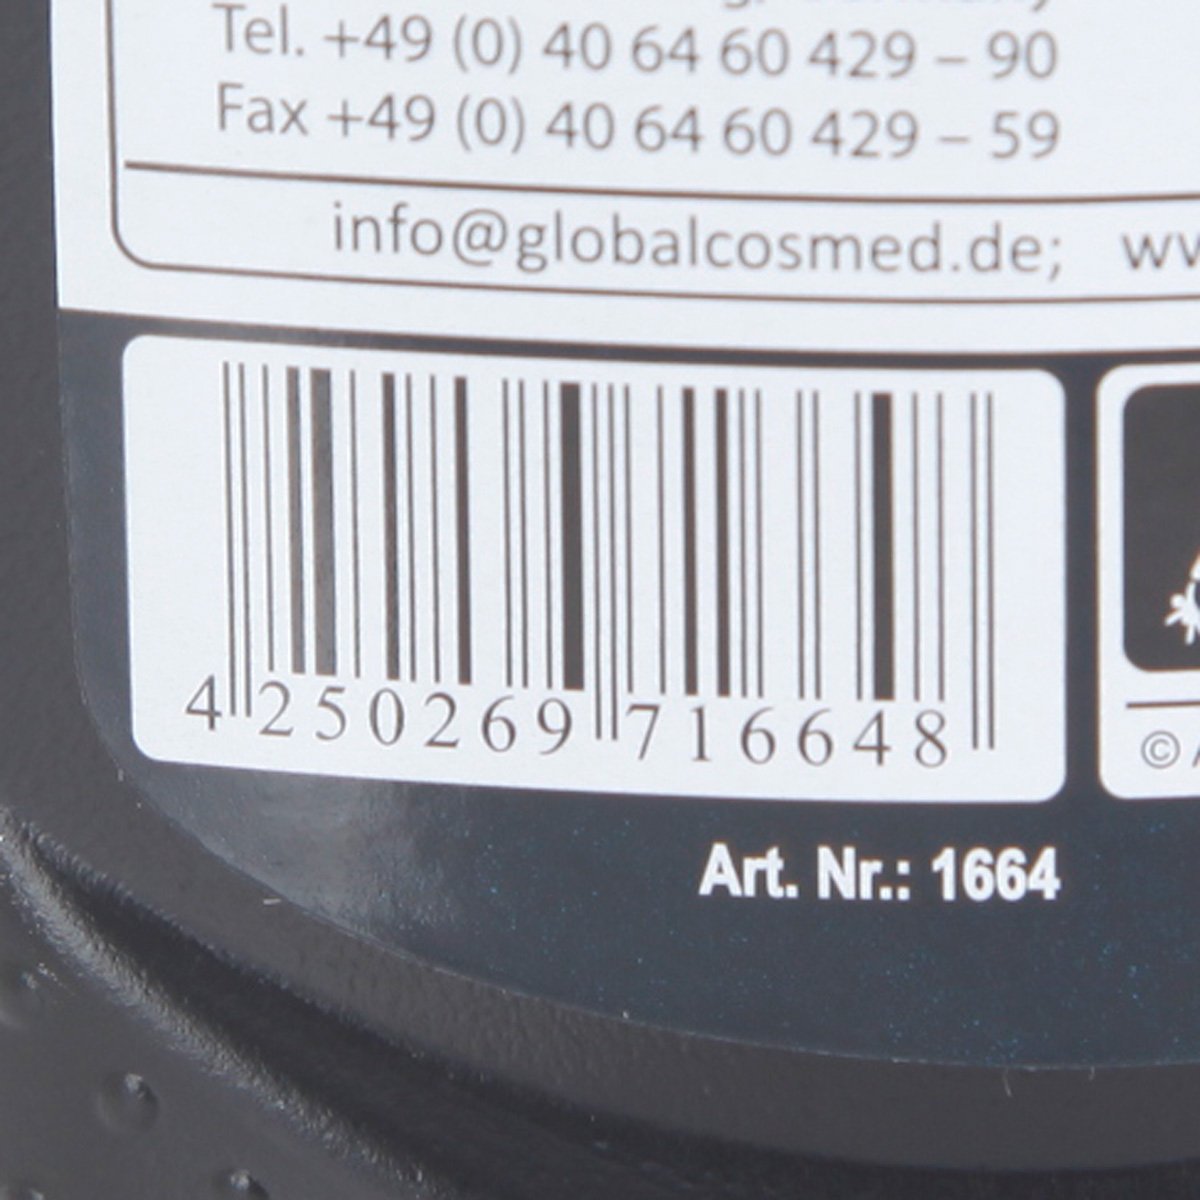 Tel. +49 (0) 40 64 60 429 – 90
Fax +49 (0) 40 64 60 429 – 59
info@globalcosmed.de;
4 250269 716648
©
Art. Nr.: 1664